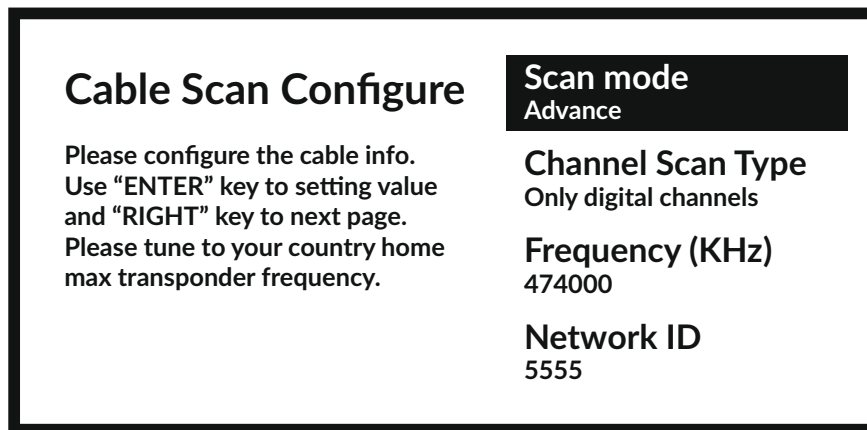 Cable Scan Configure
Please configure the cable info.
Use “ENTER” key to setting value
and “RIGHT” key to next page.
Please tune to your country home
max transponder frequency.
Scan mode
Advance
Channel Scan Type
Only digital channels
Frequency (KHz)
474000
Network ID
5555